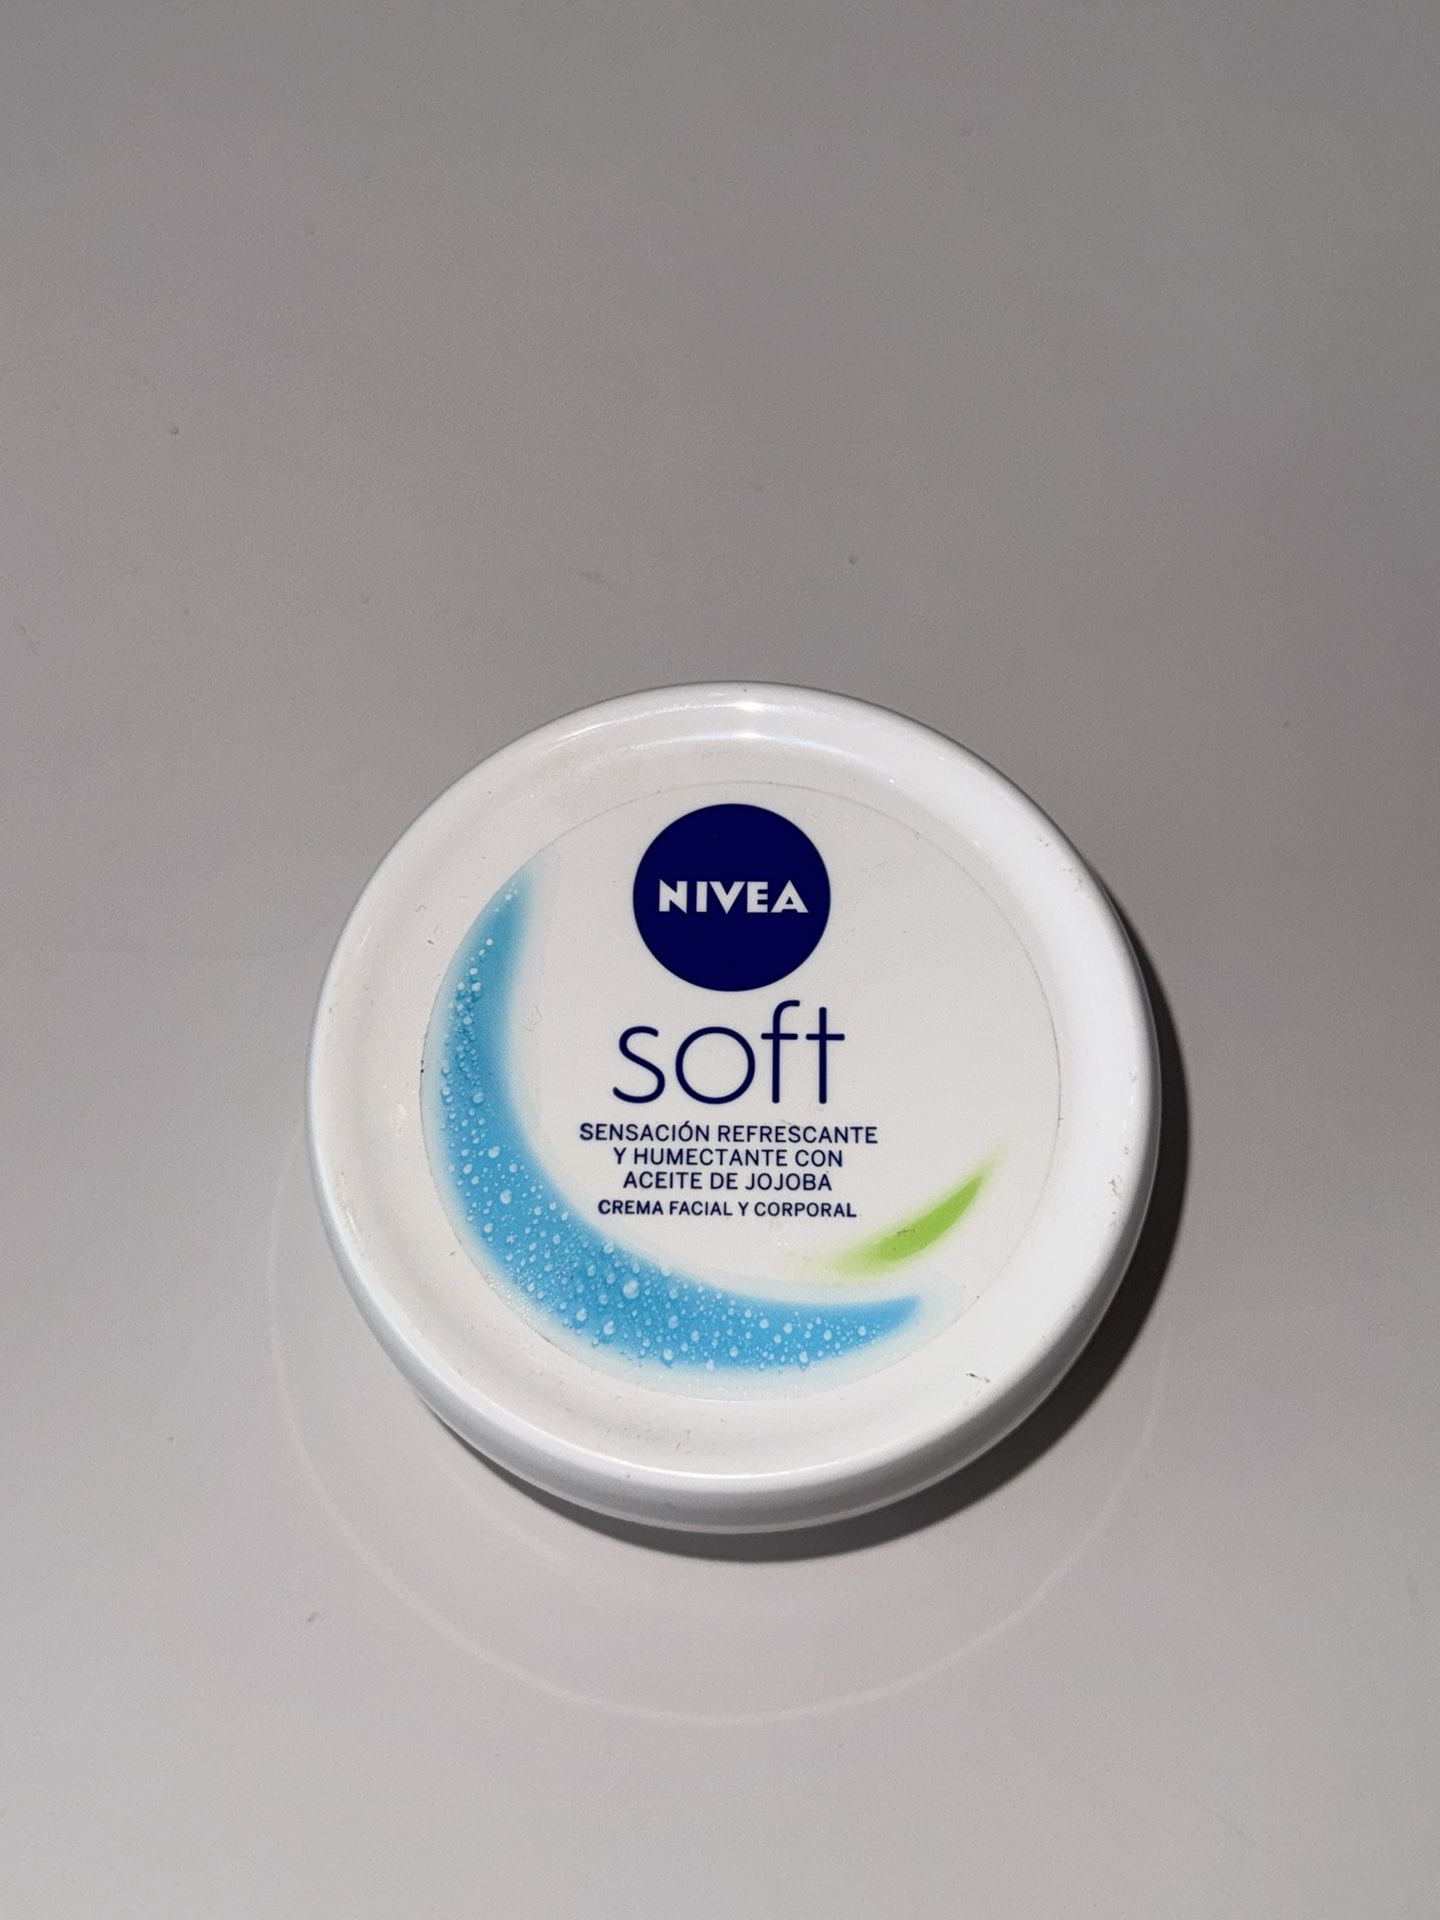 NIVEA
soft
SENSACIÓN REFRESCANTE
Y HUMECTANTE CON
ACEITE DE JOJOBA
CREMA FACIAL Y CORPORAL